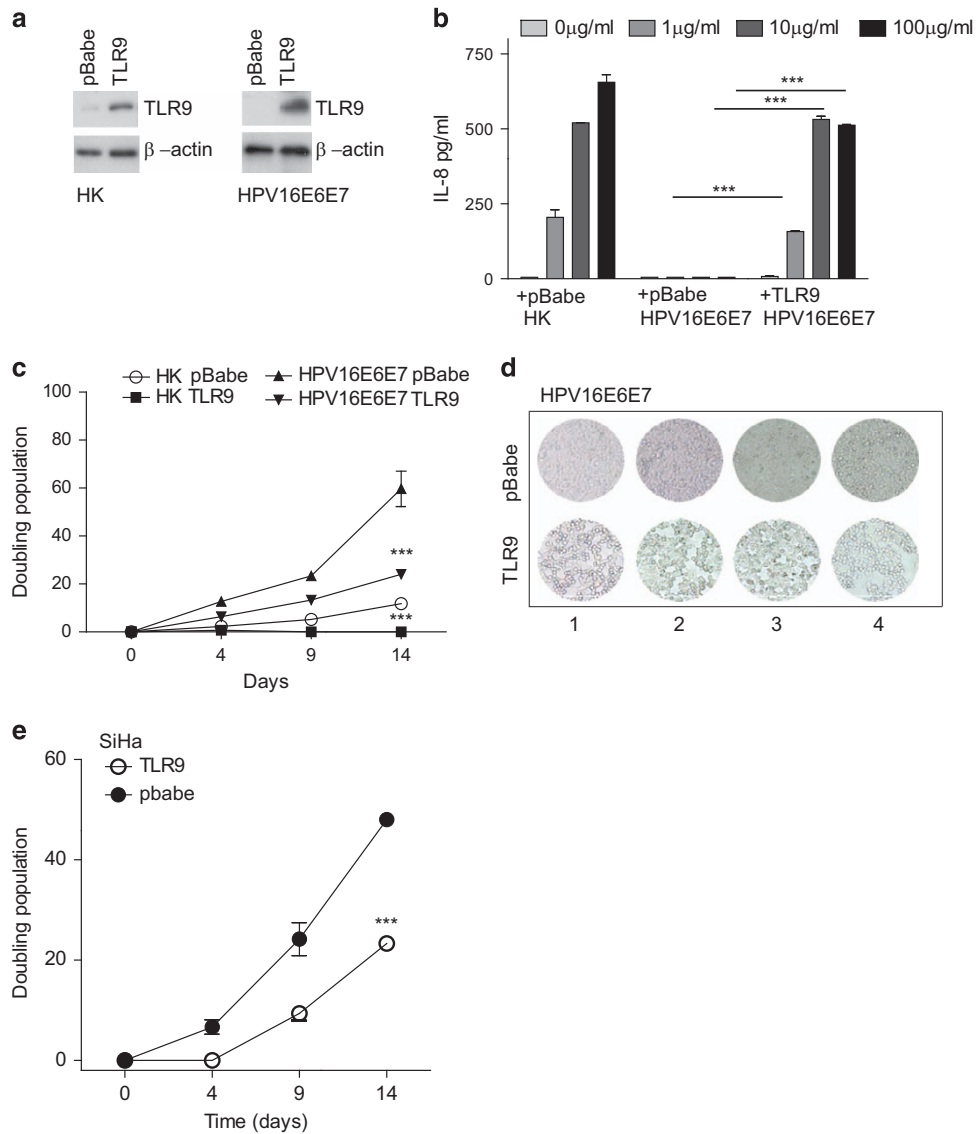 a
pBabe
TLR9
TLR9
β –actin
HK
pBabe
TLR9
TLR9
β –actin
HPV16E6E7
b
0μg/ml 1μg/ml 10μg/ml 100μg/ml
IL-8 pg/ml
750
500
250
0
***
***
***
+pBabe HK
+pBabe HPV16E6E7
+TLR9 HPV16E6E7
c
HK pBabe HPV16E6E7 pBabe
HK TLR9 HPV16E6E7 TLR9
Doubling population
100
80
60
40
20
0
***
***
0 4 9 14
Days
d
HPV16E6E7
pBabe
TLR9
1 2 3 4
e
SiHa
TLR9
pbabe
Doubling population
60
40
20
0
***
0 4 9 14
Time (days)